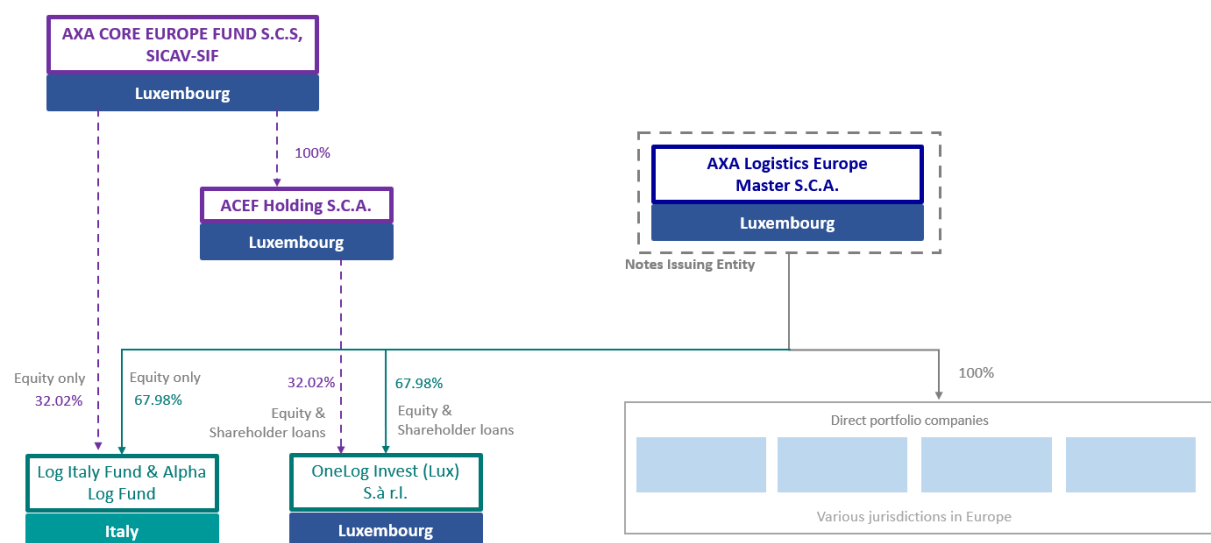 AXA CORE EUROPE FUND S.C.S,
SICAV-SIF
Luxembourg
100%
ACEF Holding S.C.A.
Luxembourg
AXA Logistics Europe
Master S.C.A.
Luxembourg
Notes Issuing Entity
Equity only
32.02%
Equity only
67.98%
32.02%
Equity &
Shareholder loans
67.98%
Equity &
Shareholder loans
100%
Log Italy Fund & Alpha
Log Fund
Italy
OneLog Invest (Lux)
S.à r.l.
Luxembourg
Direct portfolio companies
Various jurisdictions in Europe